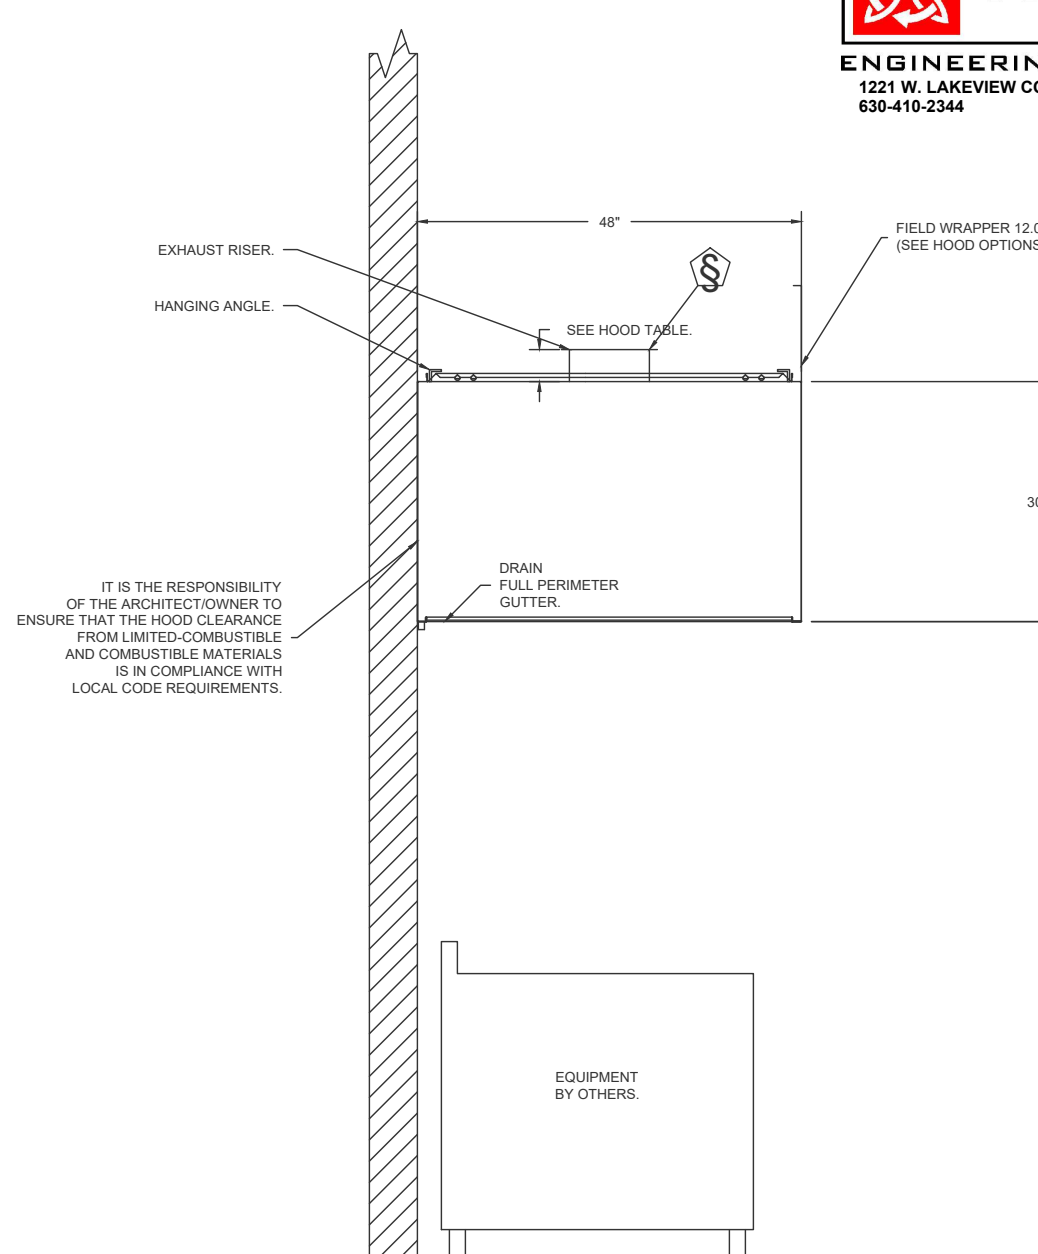 ENGINEERIN
1221 W. LAKEVIEW CO
630-410-2344
48"
FIELD WRAPPER 12.0
(SEE HOOD OPTIONS
EXHAUST RISER.
§
HANGING ANGLE.
SEE HOOD TABLE.
30
DRAIN
FULL PERIMETER
GUTTER.
IT IS THE RESPONSIBILITY
OF THE ARCHITECT/OWNER TO
ENSURE THAT THE HOOD CLEARANCE
FROM LIMITED-COMBUSTIBLE
AND COMBUSTIBLE MATERIALS
IS IN COMPLIANCE WITH
LOCAL CODE REQUIREMENTS.
EQUIPMENT
BY OTHERS.